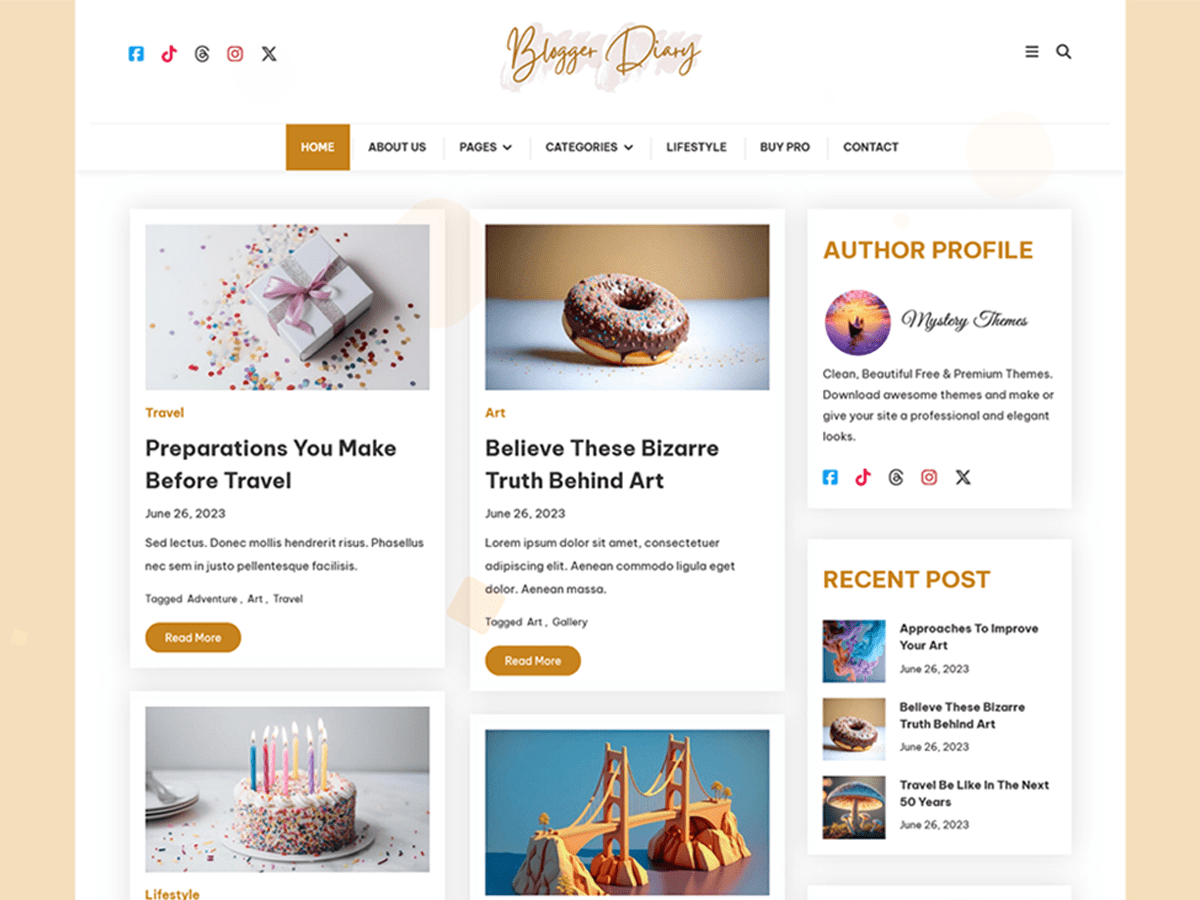 Blogger Diary
HOME
ABOUT US
PAGES
CATEGORIES
LIFESTYLE
BUY PRO
CONTACT
Travel
Preparations You Make
Before Travel
June 26, 2023
Sed lectus. Donec mollis hendrerit risus. Phasellus
nec sem in justo pellentesque facilisis.
Tagged Adventure , Art , Travel
Read More
Lifestyle
Art
Believe These Bizarre
Truth Behind Art
June 26, 2023
Lorem ipsum dolor sit amet, consectetuer
adipiscing elit. Aenean commodo ligula eget
dolor. Aenean massa.
Tagged Art , Gallery
Read More
AUTHOR PROFILE
Mystery Themes
Clean, Beautiful Free & Premium Themes.
Download awesome themes and make or
give your site a professional and elegant
looks.
RECENT POST
Approaches To Improve
Your Art
June 26, 2023
Believe These Bizarre
Truth Behind Art
June 26, 2023
Travel Be Like In The Next
50 Years
June 26, 2023